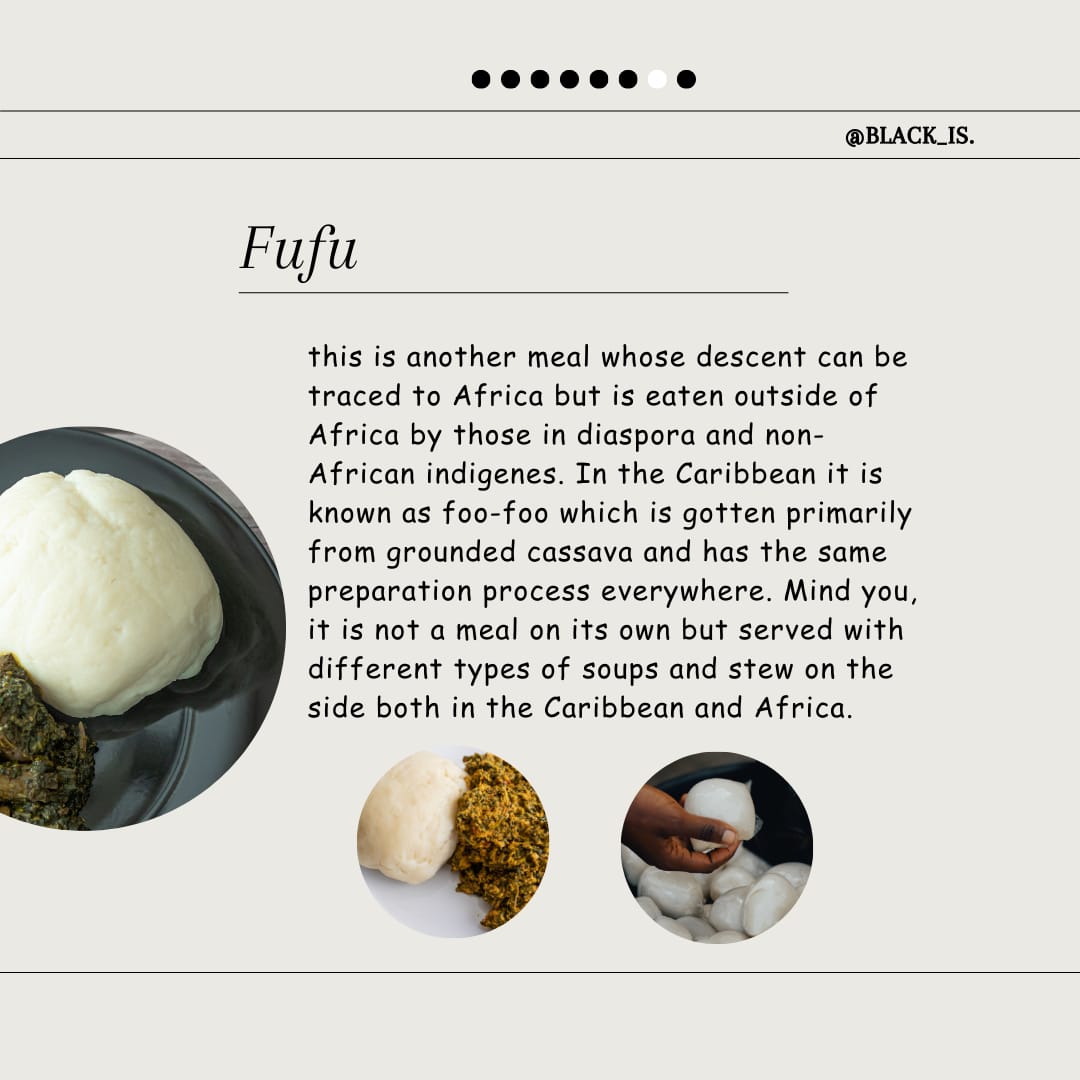 @BLACK_IS.
Fufu
this is another meal whose descent can be
traced to Africa but is eaten outside of
Africa by those in diaspora and non-
African indigenes. In the Caribbean it is
known as foo-foo which is gotten primarily
from grounded cassava and has the same
preparation process everywhere. Mind you,
it is not a meal on its own but served with
different types of soups and stew on the
side both in the Caribbean and Africa.